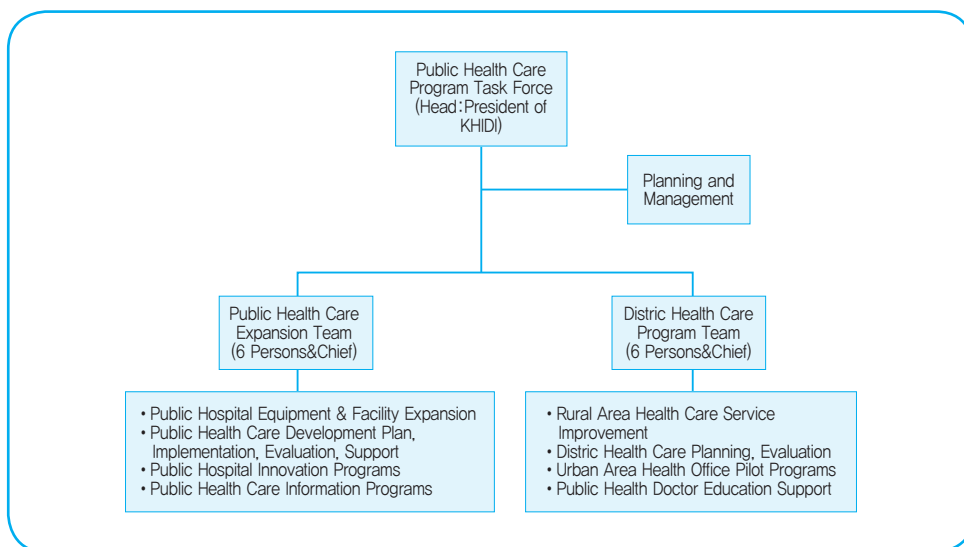 Public Health Care
Program Task Force
(Head:President of
KHIDI)
Planning and
Management
Public Health Care
Expansion Team
(6 Persons&Chief)
Distric Health Care
Program Team
(6 Persons&Chief)
• Public Hospital Equipment & Facility Expansion
• Public Health Care Development Plan,
Implementation, Evaluation, Support
• Public Hospital Innovation Programs
• Public Health Care Information Programs
• Rural Area Health Care Service
Improvement
• Distric Health Care Planning, Evaluation
• Urban Area Health Office Pilot Programs
• Public Health Doctor Education Support